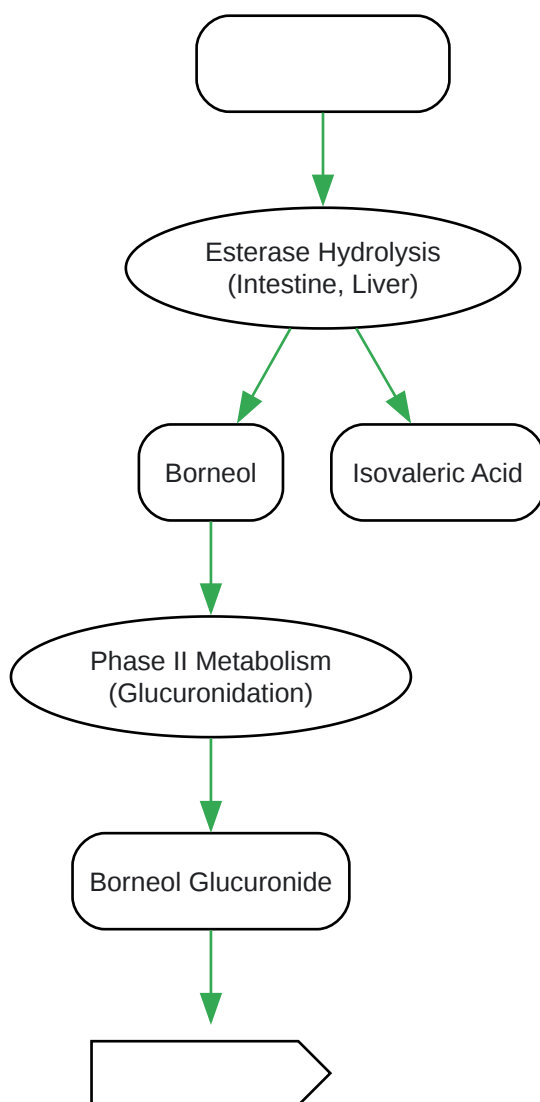 Esterase Hydrolysis
(Intestine, Liver)
Borneol
Isovaleric Acid
Phase II Metabolism
(Glucuronidation)
Borneol Glucuronide